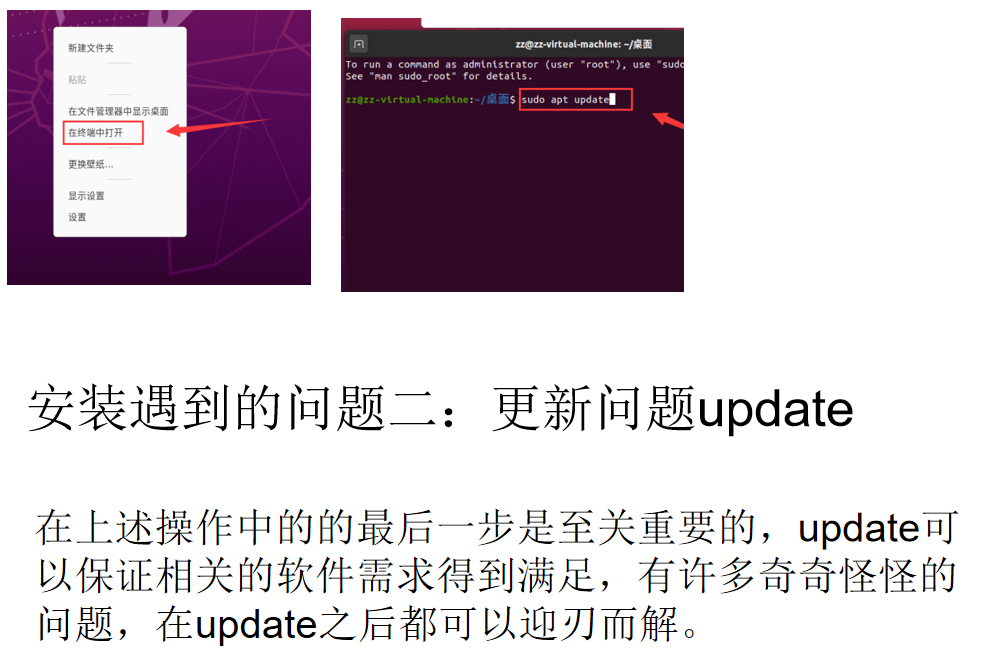 新建文件夹
粘贴
在文件管理器中显示桌面
在终端中打开
更换壁纸...
显示设置
设置
zz@zz-virtual-machine: ~/桌面
To run a command as administrator (user "root"), use "sudo
See "man sudo_root" for details.
zz@zz-virtual-machine:~/桌面$ sudo apt update
安装遇到的问题二：更新问题update
在上述操作中的的最后一步是至关重要的，update可
以保证相关的软件需求得到满足，有许多奇奇怪怪的
问题，在update之后都可以迎刃而解。